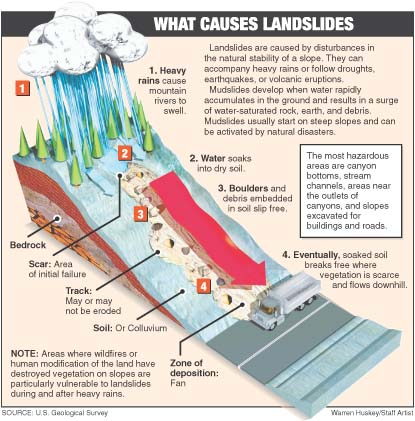 WHAT CAUSES LANDSLIDES
Landslides are caused by disturbances in
the natural stability of a slope. They can
accompany heavy rains or follow droughts,
earthquakes, or volcanic eruptions.
Mudslides develop when water rapidly
accumulates in the ground and results in a surge
of water-saturated rock, earth, and debris.
Mudslides usually start on steep slopes and can
be activated by natural disasters.
1
1. Heavy
rains cause
mountain
rivers to
swell.
2
2. Water soaks
into dry soil.
3
3. Boulders and
debris embedded
in soil slip free.
The most hazardous
areas are canyon
bottoms, stream
channels, areas near
the outlets of
canyons, and slopes
excavated for
buildings and roads.
4
4. Eventually, soaked soil
breaks free where
vegetation is scarce
and flows downhill.
Bedrock
Scar: Area
of initial failure
Track:
May or may
not be eroded
Soil: Or Colluvium
Zone of
deposition:
Fan
NOTE: Areas where wildfires or
human modification of the land have
destroyed vegetation on slopes are
particularly vulnerable to landslides
during and after heavy rains.
SOURCE: U.S. Geological Survey
Warren Huskey/Staff Artist